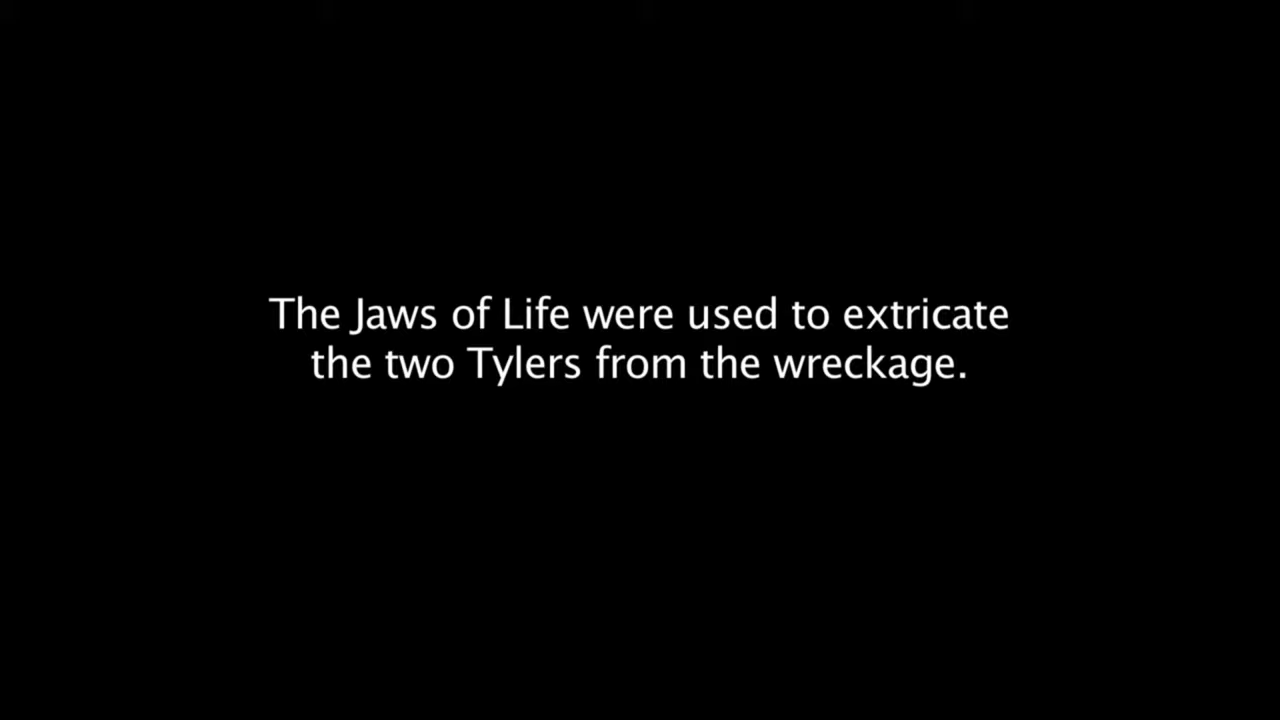 The Jaws of Life were used to extricate
the two Tylers from the wreckage.